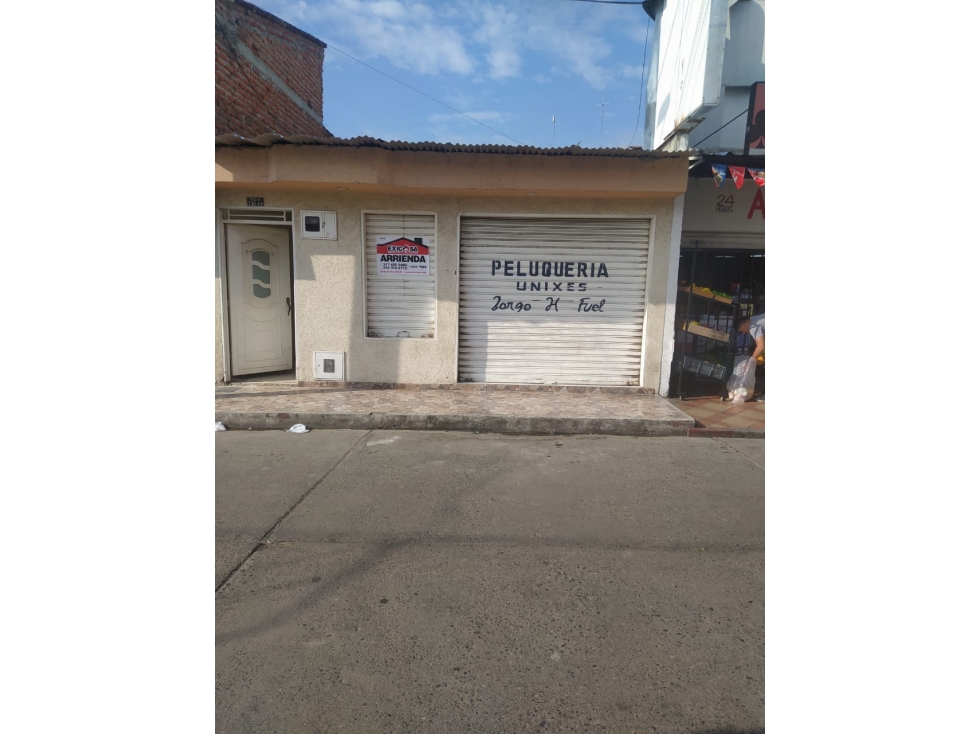 EXICASA
ARRIENDA
PELUQUERIA
UNIXES
Jorge H Fuel
24
A